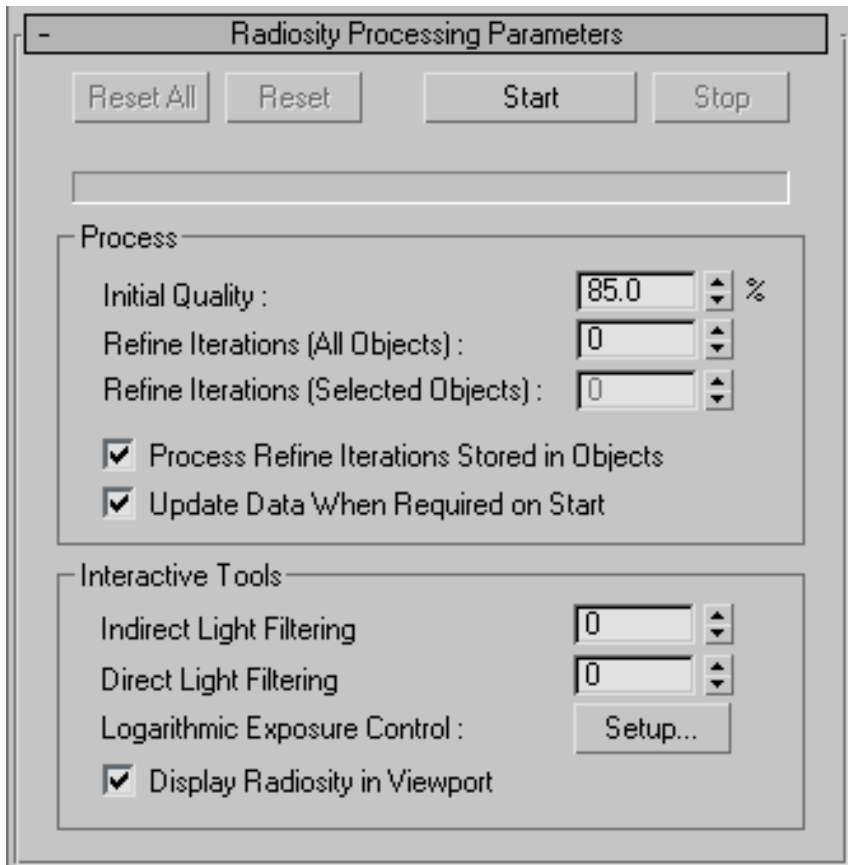 - Radiosity Processing Parameters
Reset All Reset Start Stop
Process
Initial Quality : 85.0 %
Refine Iterations (All Objects) : 0
Refine Iterations (Selected Objects) : 0
Process Refine Iterations Stored in Objects
Update Data When Required on Start
Interactive Tools
Indirect Light Filtering 0
Direct Light Filtering 0
Logarithmic Exposure Control : Setup...
Display Radiosity in Viewport